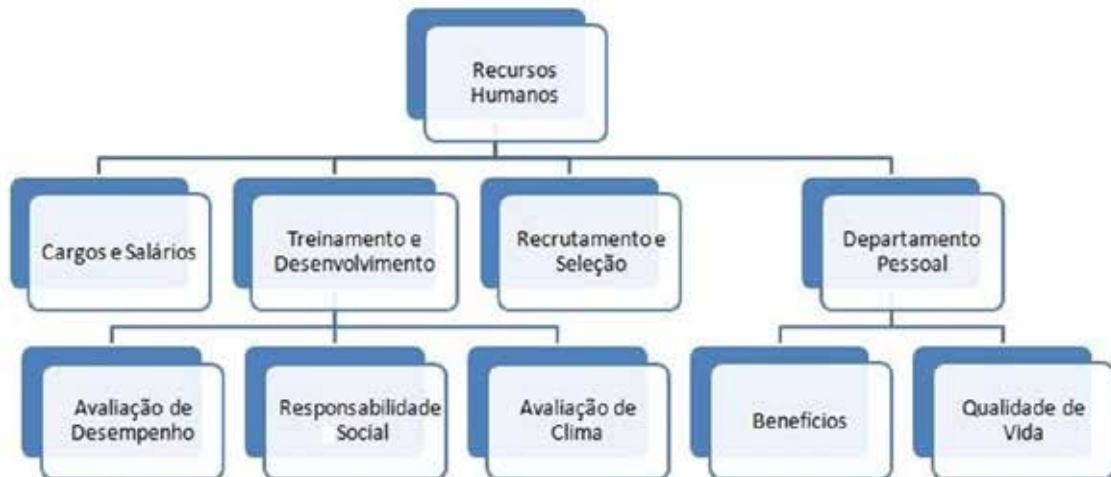 Recursos
Humanos
Cargos e Salários
Treinamento e
Desenvolvimento
Recrutamento e
Seleção
Departamento
Pessoal
Avaliação de
Desempenho
Responsabilidade
Social
Avaliação de
Clima
Benefícios
Qualidade de
Vida